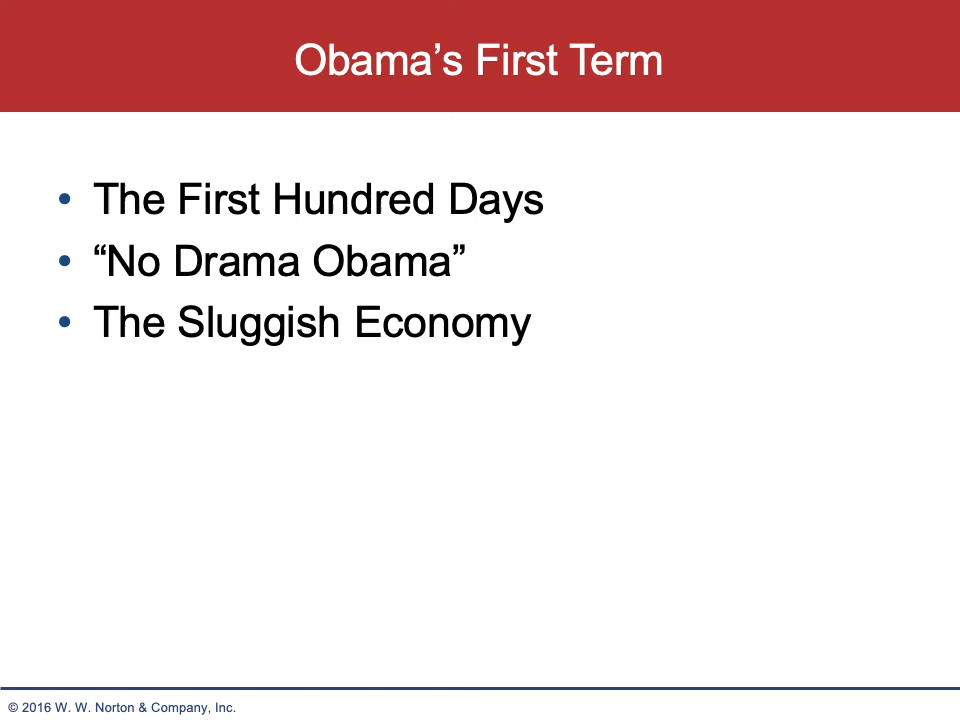 Obama’s First Term
• The First Hundred Days
• “No Drama Obama”
• The Sluggish Economy
© 2016 W. W. Norton & Company, Inc.